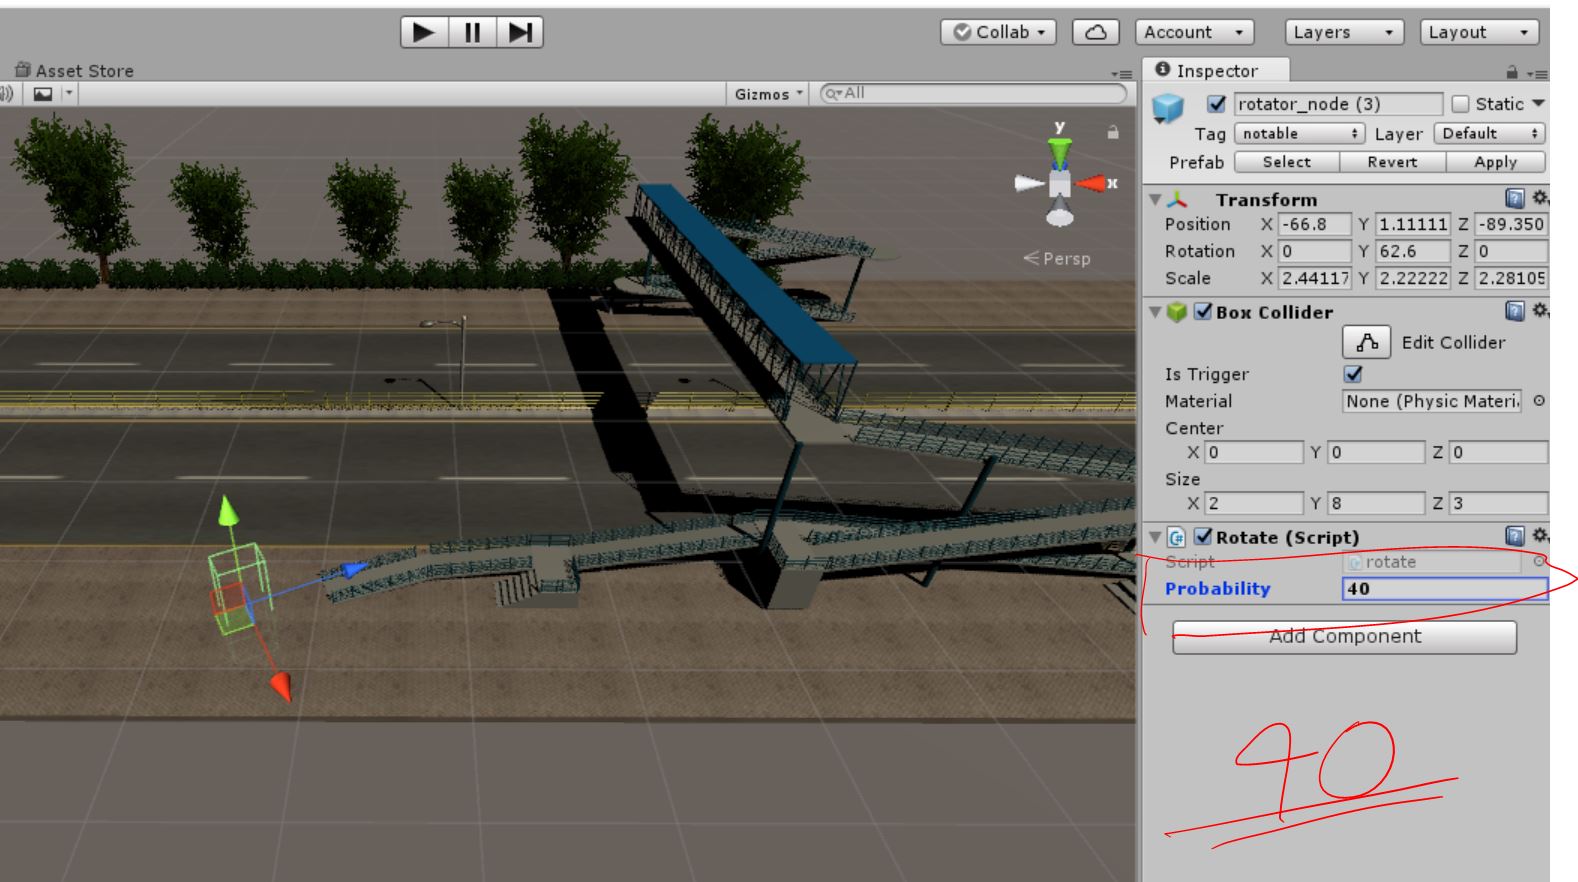 Collab
Account
Layers
Layout
Asset Store
Inspector
Gizmos
All
rotator_node (3)
Static
Tag notable Layer Default
Prefab Select Revert Apply
y
x
Persp
Transform
Position X -66.8 Y 1.11111 Z -89.350
Rotation X 0 Y 62.6 Z 0
Scale X 2.44117 Y 2.22222 Z 2.28105
Box Collider
Edit Collider
Is Trigger
Material None (Physic Materi
Center
X 0 Y 0 Z 0
Size
X 2 Y 8 Z 3
Rotate (Script)
Script rotate
Probability 40
Add Component
40